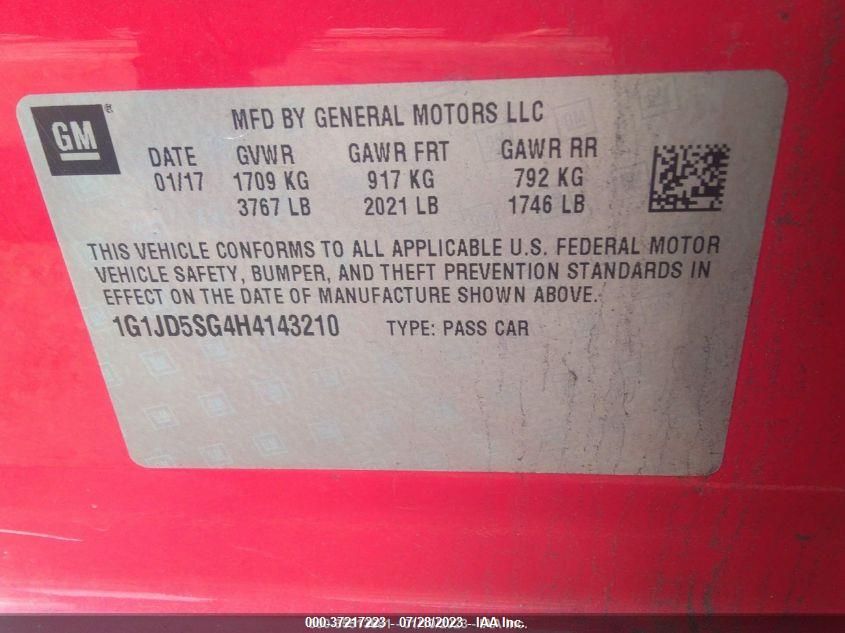 GM
MFD BY GENERAL MOTORS LLC
DATE GVWR GAWR FRT GAWR RR
01/17 1709 KG 917 KG 792 KG
3767 LB 2021 LB 1746 LB
THIS VEHICLE CONFORMS TO ALL APPLICABLE U.S. FEDERAL MOTOR
VEHICLE SAFETY, BUMPER, AND THEFT PREVENTION STANDARDS IN
EFFECT ON THE DATE OF MANUFACTURE SHOWN ABOVE.
1G1JD5SG4H4143210 TYPE: PASS CAR
000-37217223 - 07/28/2023 - IAA Inc.